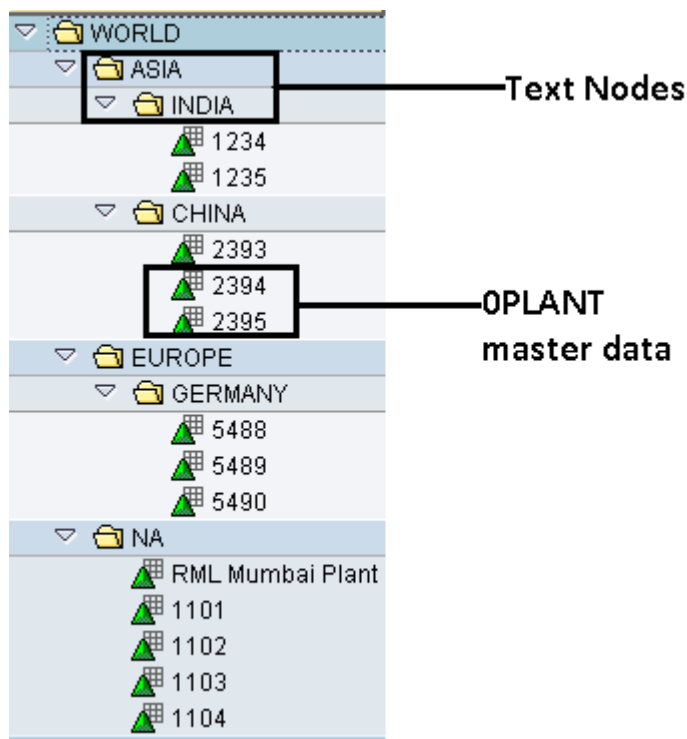 WORLD
ASIA
Text Nodes
INDIA
1234
1235
CHINA
2393
2394
0PLANT
2395
master data
EUROPE
GERMANY
5488
5489
5490
NA
RML Mumbai Plant
1101
1102
1103
1104